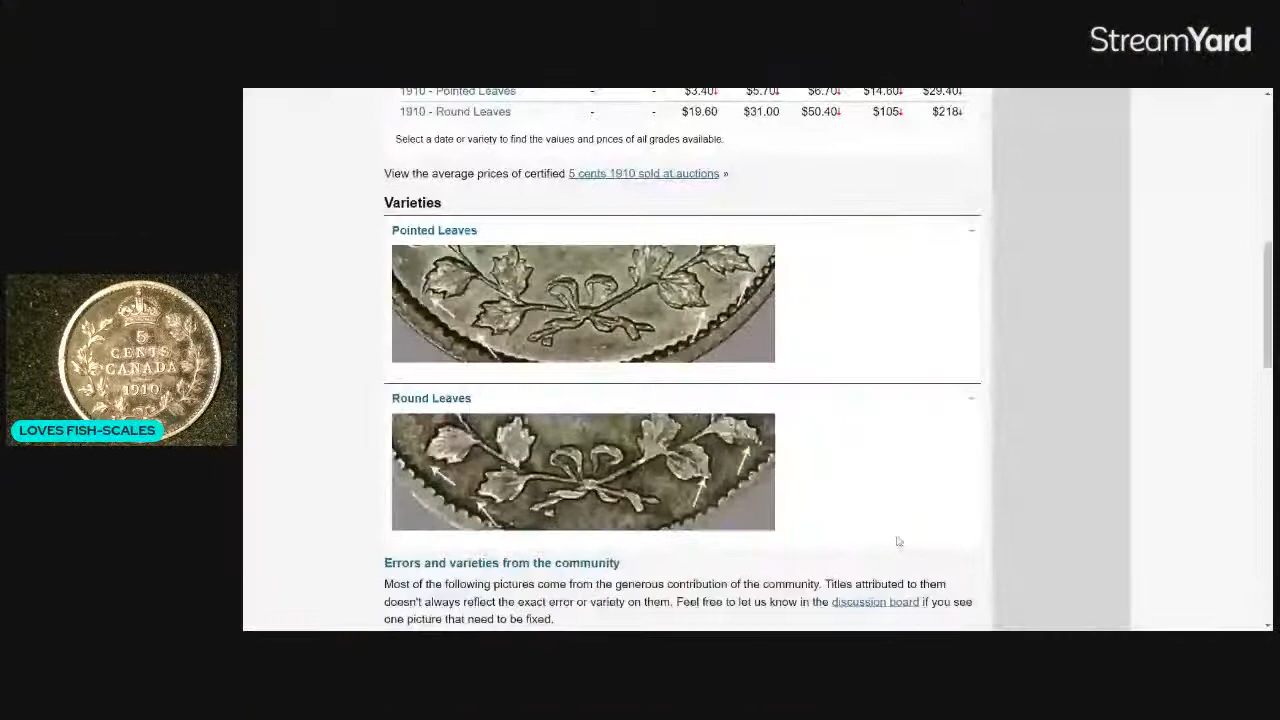 StreamYard
1910 - Pointed Leaves - - $3.40↓ $5.70↓ $6.70↓ $14.60↓ $29.40↓
1910 - Round Leaves - - $19.60 $31.00 $50.40↓ $105↓ $218↓
Select a date or variety to find the values and prices of all grades available.
View the average prices of certified 5 cents 1910 sold at auctions »
Varieties
Pointed Leaves −
Round Leaves −
Errors and varieties from the community
Most of the following pictures come from the generous contribution of the community. Titles attributed to them
doesn't always reflect the exact error or variety on them. Feel free to let us know in the discussion board if you see
one picture that need to be fixed.
5
CENTS
CANADA
1910
LOVES FISH-SCALES